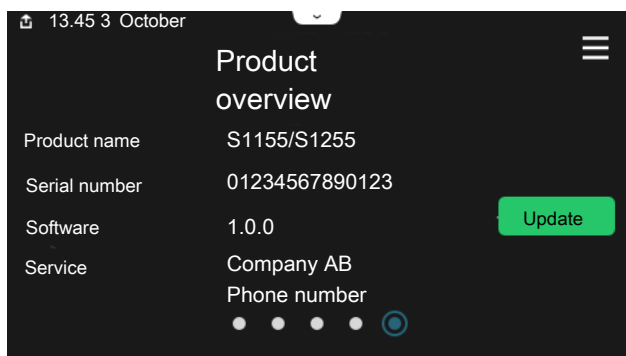 13.45 3 October
Product
overview
Product name S1155/S1255
Serial number 01234567890123
Software 1.0.0 Update
Service Company AB
Phone number